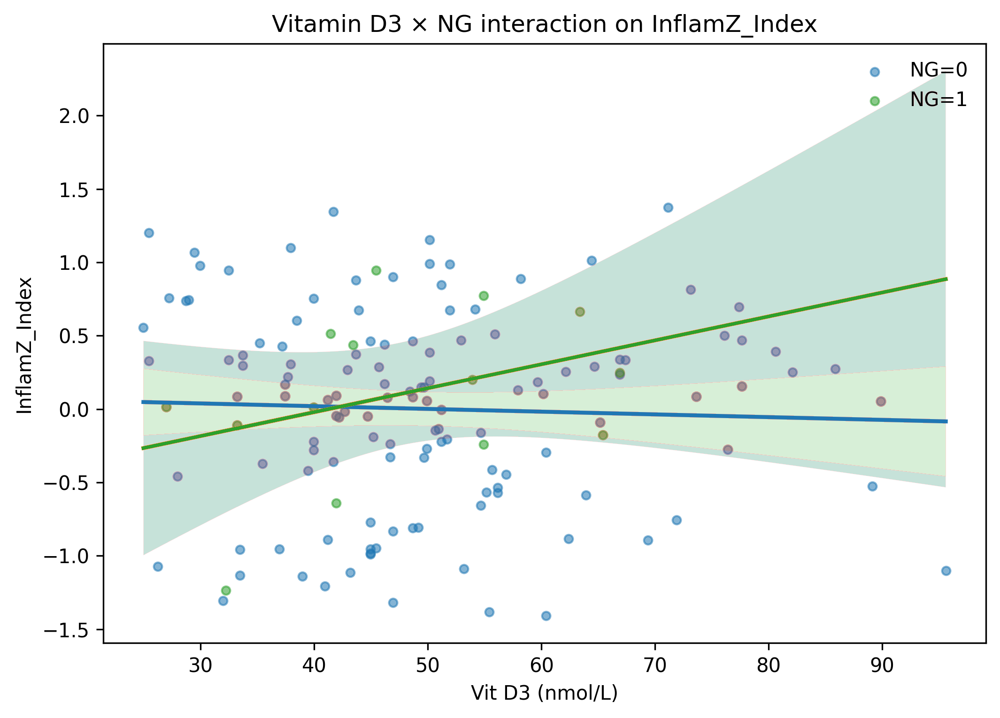 Vitamin D3 × NG interaction on InflamZ_Index
NG=0
NG=1
2.0
1.5
1.0
0.5
0.0
−0.5
−1.0
−1.5
InflamZ_Index
30 40 50 60 70 80 90
Vit D3 (nmol/L)